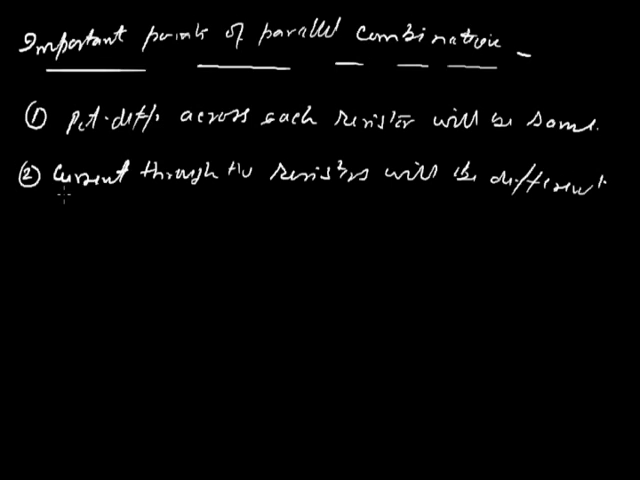 Important points of parallel combination -
① Pot. diff. across each resistor will be same.
② Current through the resistors will be different.